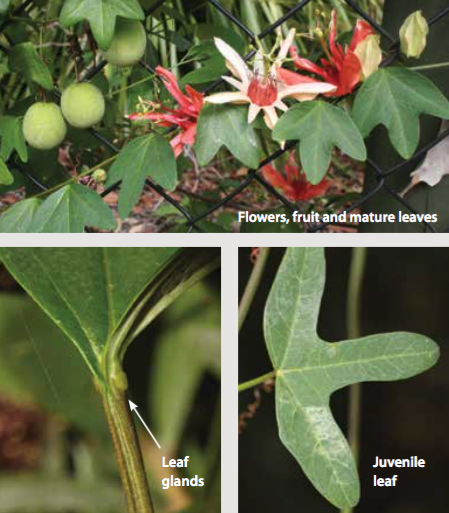 Flowers, fruit and mature leaves
Leaf
glands
Juvenile
leaf